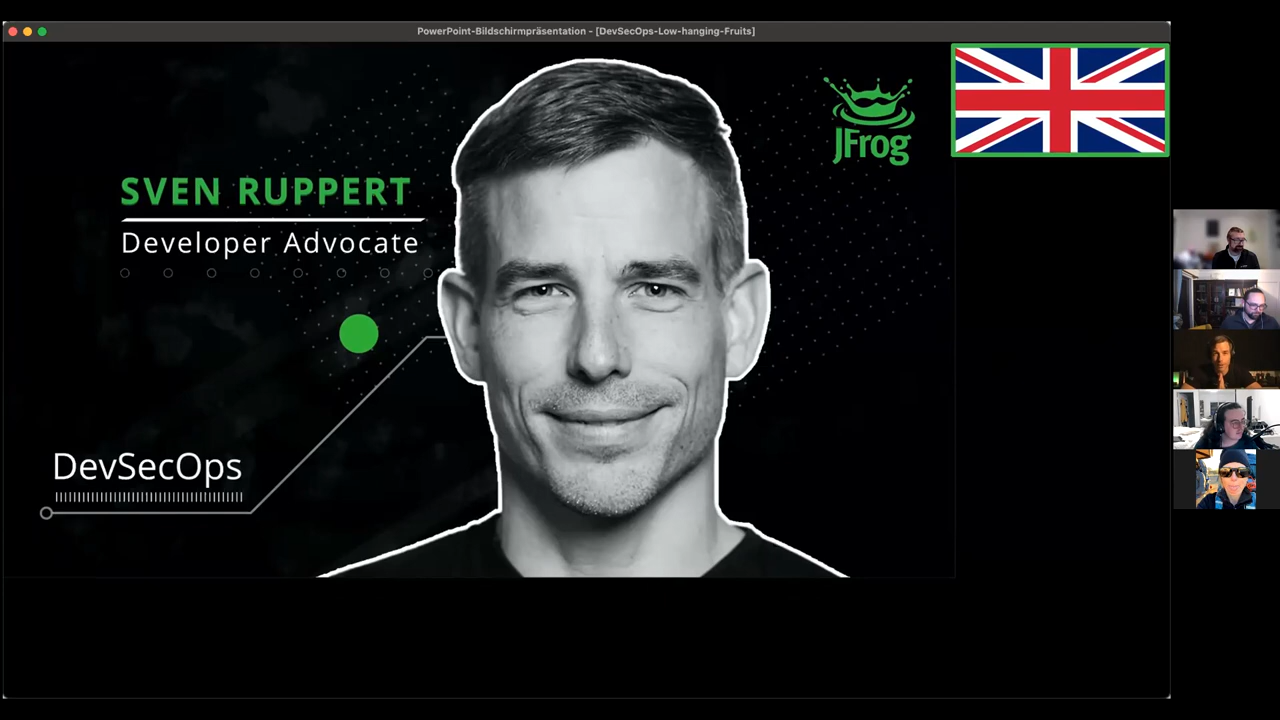 PowerPoint-Bildschirmpräsentation - [DevSecOps-Low-hanging-Fruits]
JFrog
SVEN RUPPERT
Developer Advocate
DevSecOps